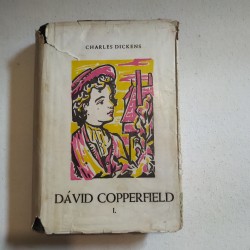 CHARLES DICKENS
DÁVID COPPERFIELD
I.